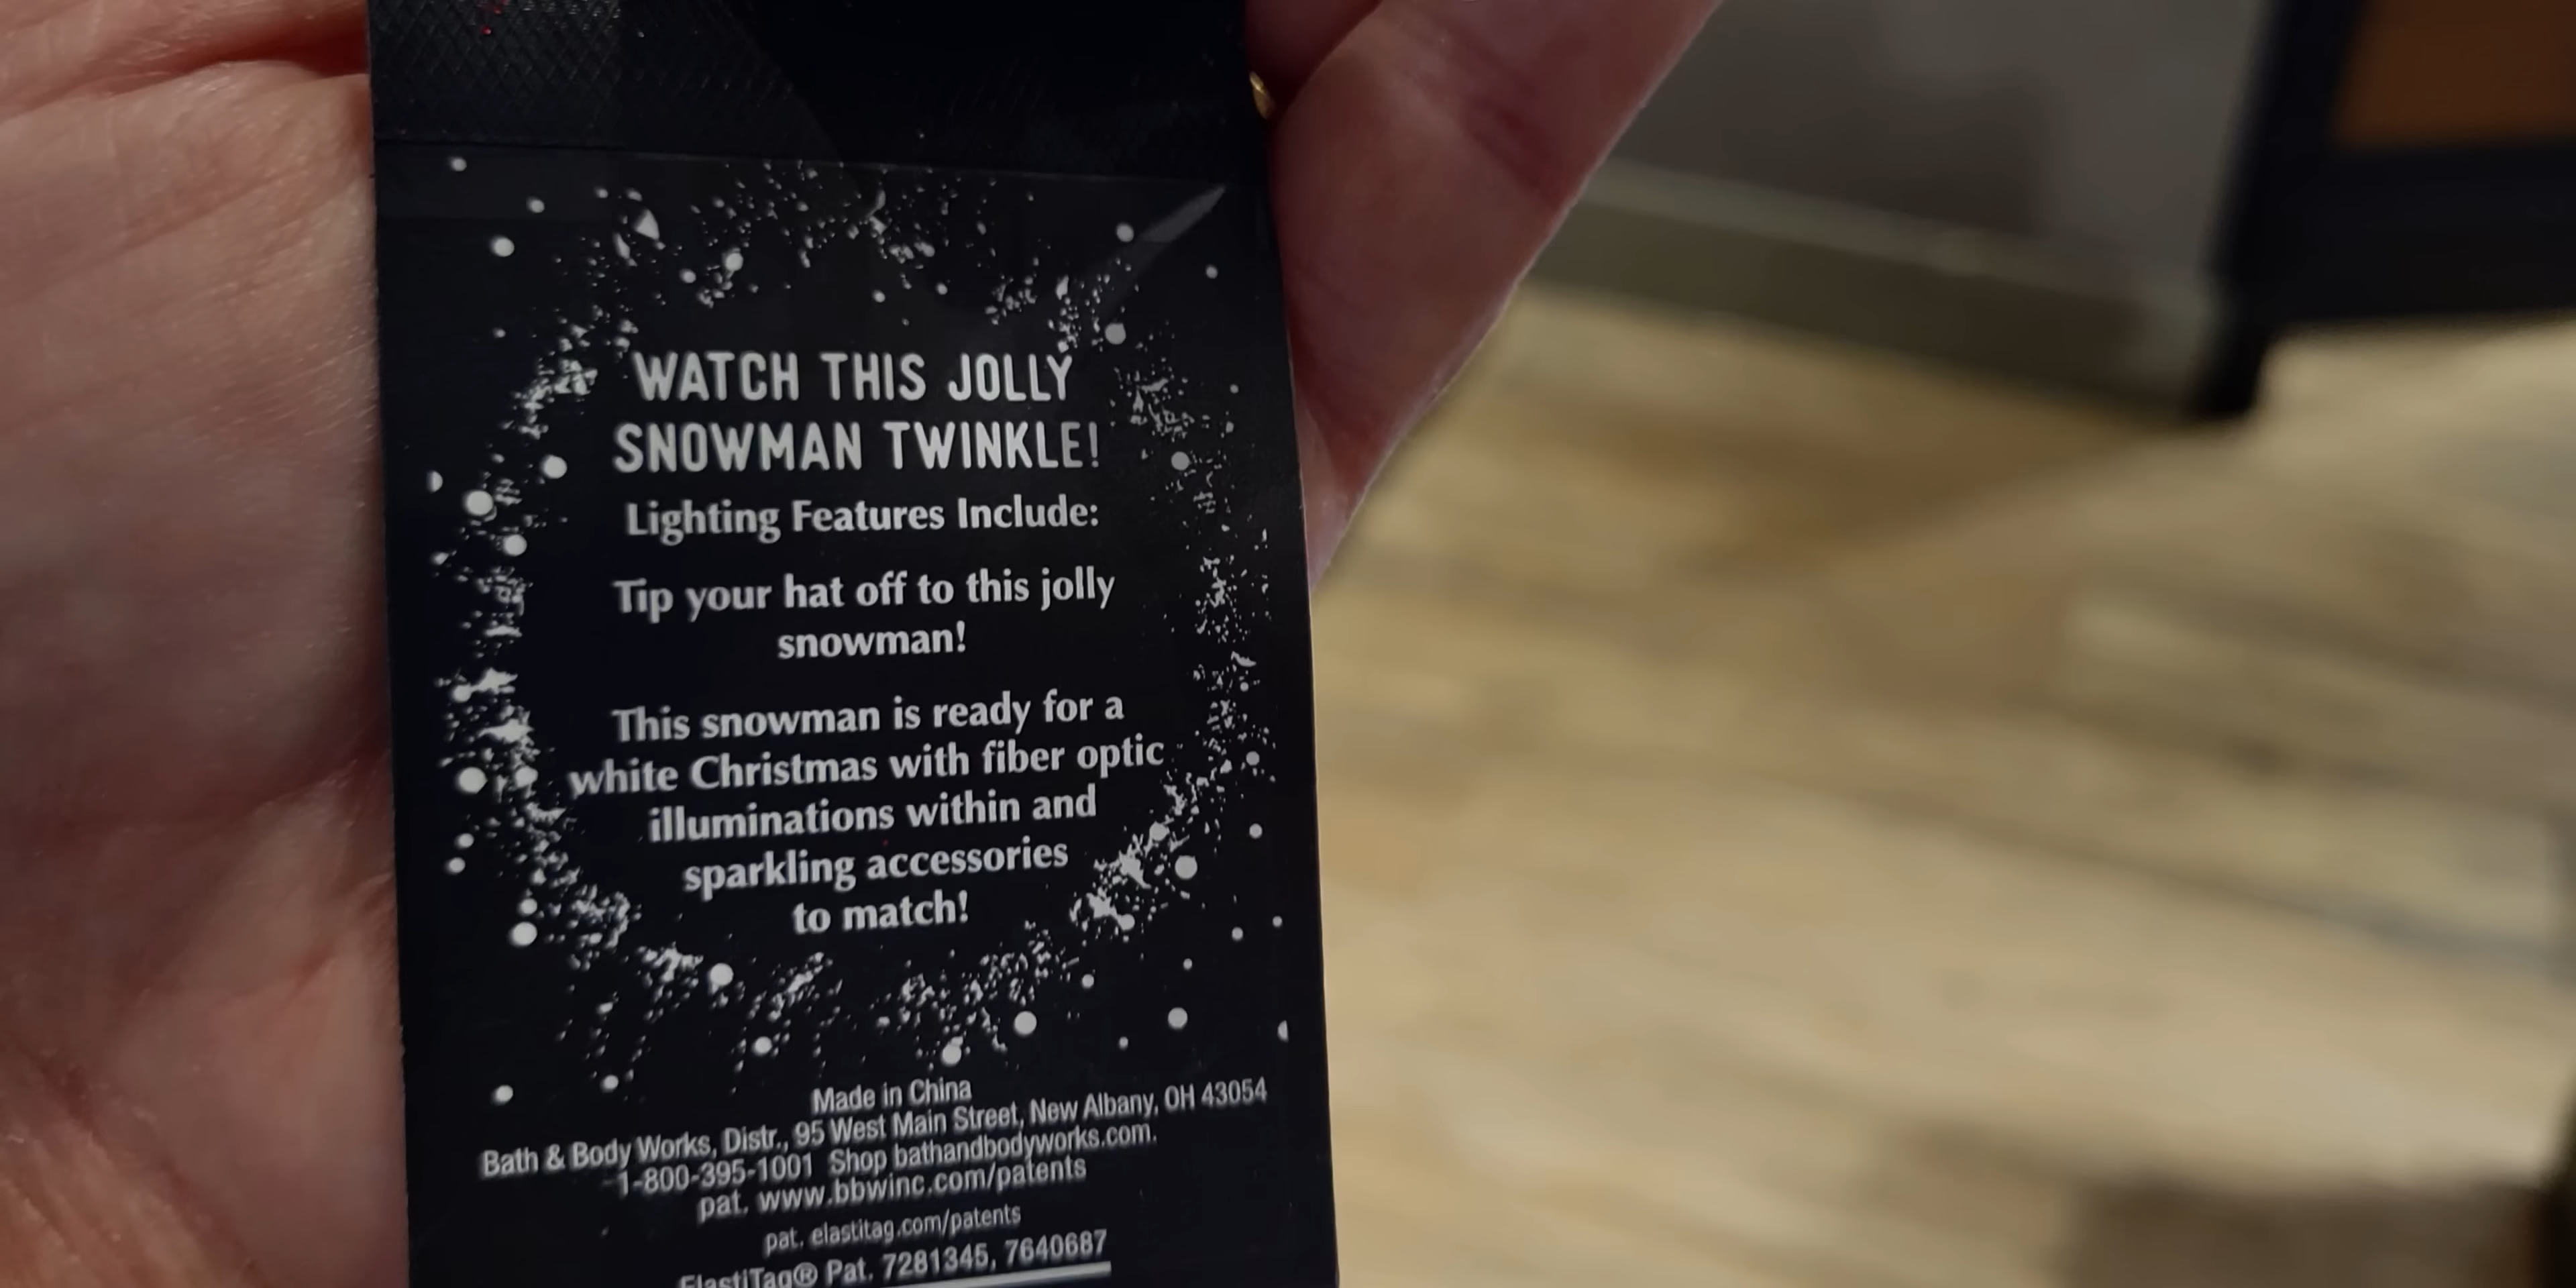 WATCH THIS JOLLY
SNOWMAN TWINKLE!
Lighting Features Include:
Tip your hat off to this jolly
snowman!
This snowman is ready for a
white Christmas with fiber optic
illuminations within and
sparkling accessories
to match!
Made in China
Bath & Body Works, Distr., 95 West Main Street, New Albany, OH 43054
1-800-395-1001 Shop bathandbodyworks.com.
pat. www.bbwinc.com/patents
pat. elastitag.com/patents
ElastiTag® Pat. 7281345, 7640687